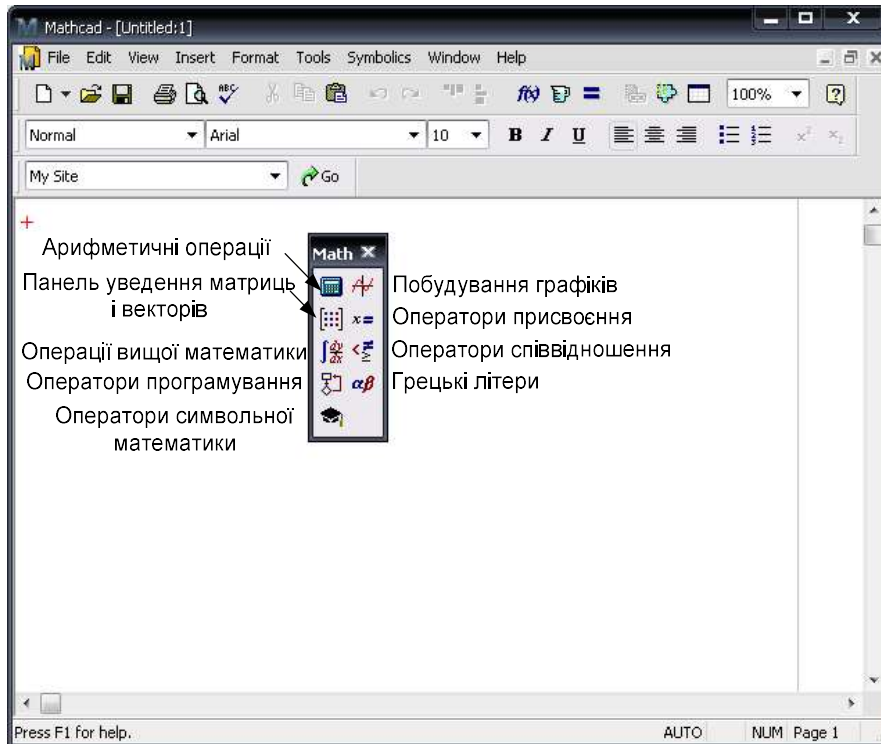 Mathcad - [Untitled:1]
File Edit View Insert Format Tools Symbolics Window Help
100%
Normal Arial 10 B I U
My Site Go
Арифметичні операції
Math
Панель уведення матриць
і векторів
Побудування графіків
Оператори присвоєння
Операції вищої математики
Оператори співвідношення
Оператори програмування
αβ
Грецькі літери
Оператори символьної
математики
Press F1 for help. AUTO NUM Page 1